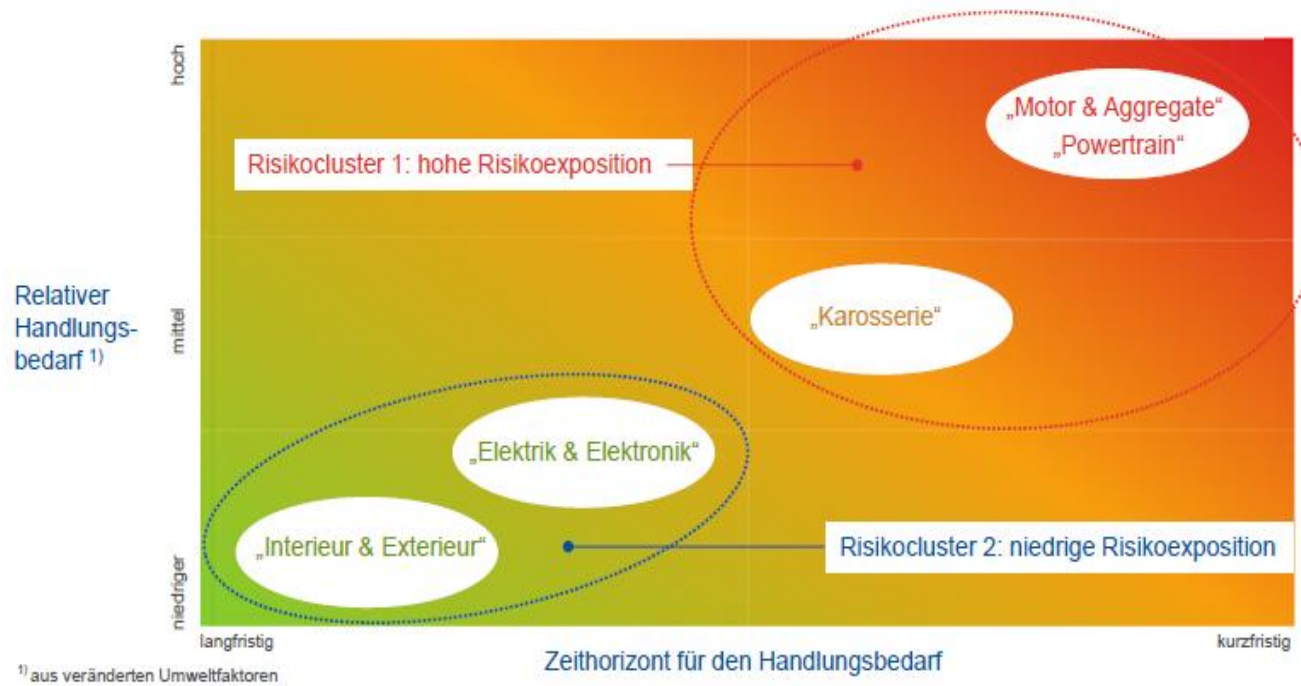 hoch
„Motor & Aggregate“
„Powertrain“
Risikocluster 1: hohe Risikoexposition
Relativer
Handlungs-
bedarf 1)
mittel
„Karosserie“
„Elektrik & Elektronik“
„Interieur & Exterieur“
Risikocluster 2: niedrige Risikoexposition
niedriger
langfristig
kurzfristig
Zeithorizont für den Handlungsbedarf
1) aus veränderten Umweltfaktoren